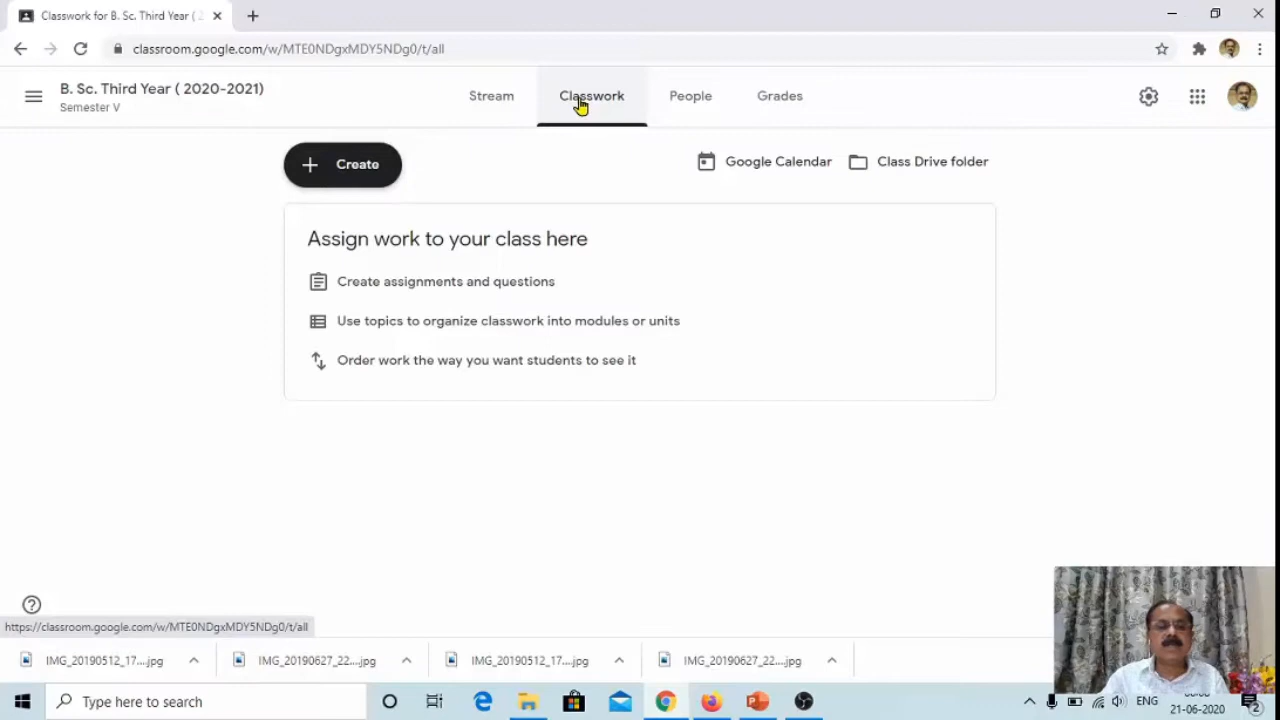 Classwork for B. Sc. Third Year ( 2
classroom.google.com/w/MTE0NDgxMDY5NDg0/t/all
B. Sc. Third Year ( 2020-2021)
Semester V
Stream
Classwork
People
Grades
Create
Google Calendar
Class Drive folder
Assign work to your class here
Create assignments and questions
Use topics to organize classwork into modules or units
Order work the way you want students to see it
https://classroom.google.com/w/MTE0NDgxMDY5NDg0/t/all
IMG_20190512_17....jpg
IMG_20190627_22....jpg
IMG_20190512_17....jpg
IMG_20190627_22....jpg
Type here to search
ENG
21-06-2020
2